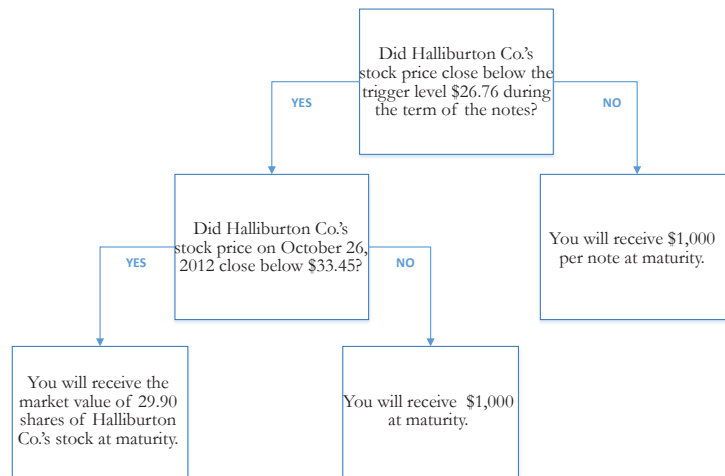 Did Halliburton Co.'s
stock price close below the
trigger level $26.76 during
the term of the notes?
YES
NO
Did Halliburton Co.'s
stock price on October 26,
2012 close below $33.45?
You will receive $1,000
per note at maturity.
YES
NO
You will receive the
market value of 29.90
shares of Halliburton
Co.'s stock at maturity.
You will receive $1,000
at maturity.